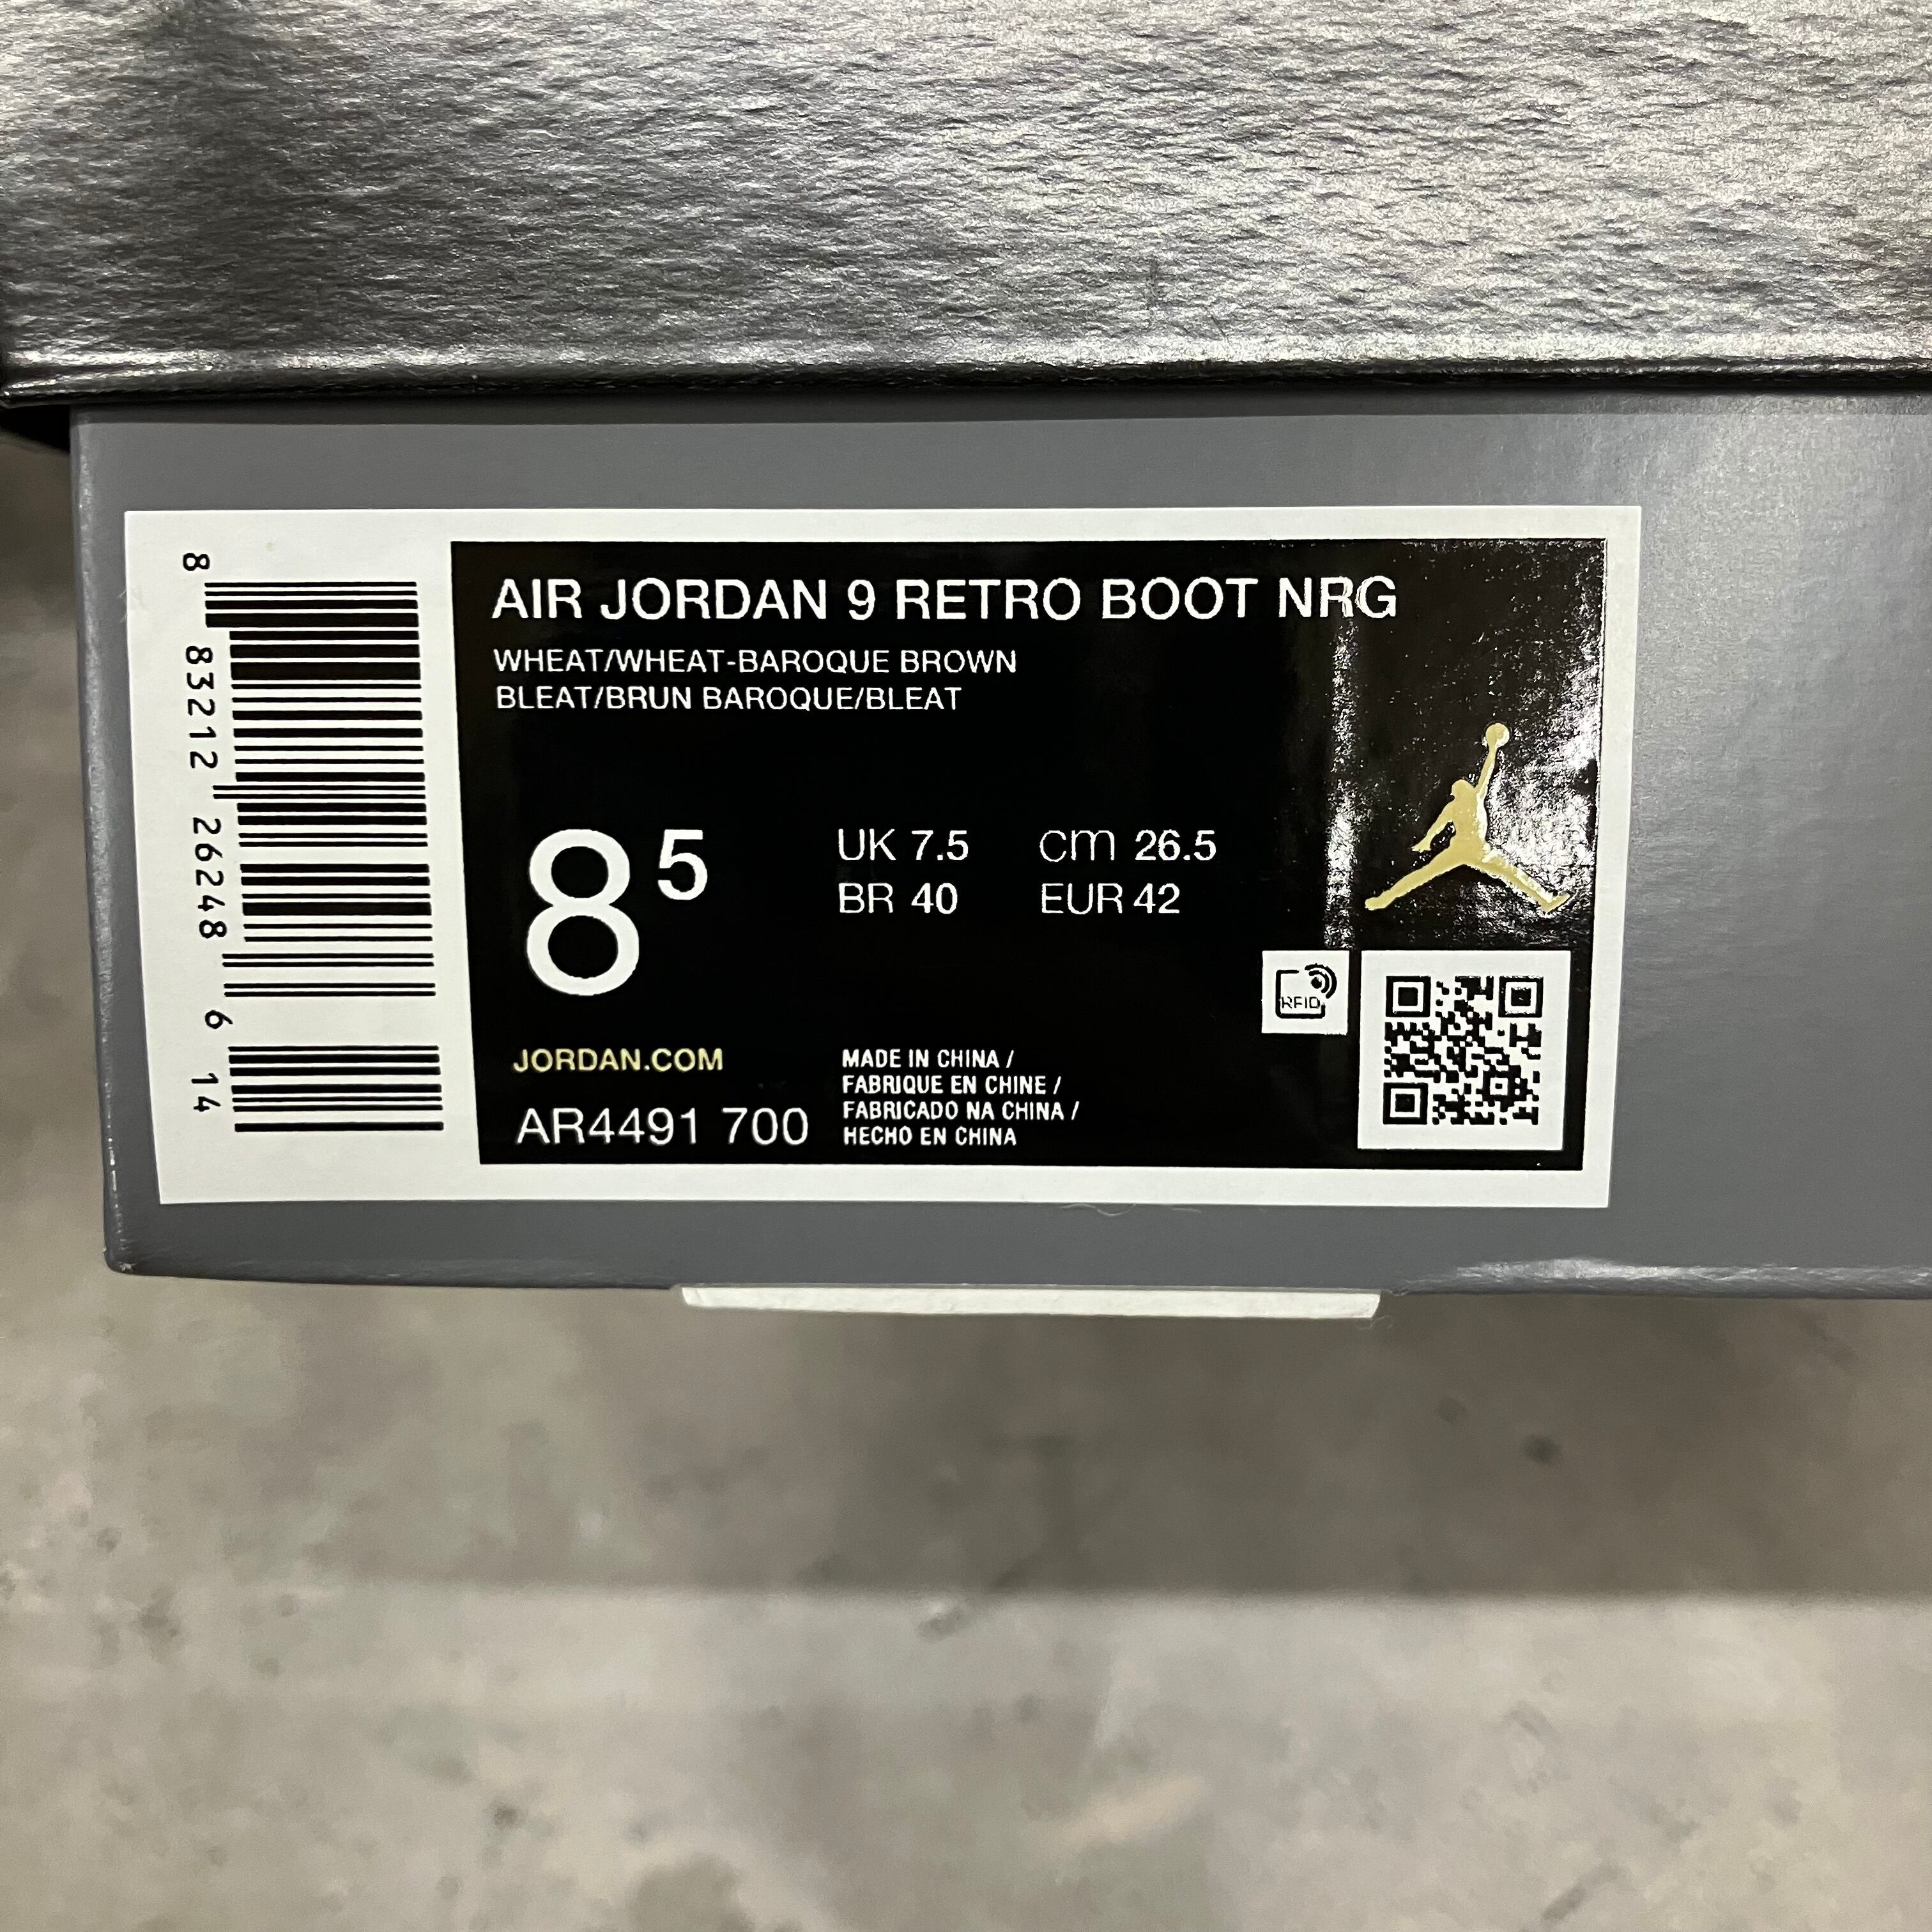 8 83212 26248 6 14
AIR JORDAN 9 RETRO BOOT NRG
WHEAT/WHEAT-BAROQUE BROWN
BLEAT/BRUN BAROQUE/BLEAT
8 5
UK 7.5 cm 26.5
BR 40 EUR 42
RFID
JORDAN.COM
AR4491 700
MADE IN CHINA /
FABRIQUE EN CHINE /
FABRICADO NA CHINA /
HECHO EN CHINA